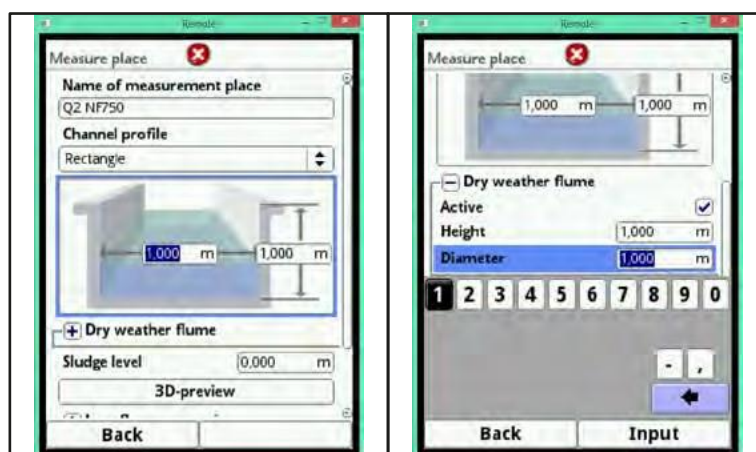 Remote
Measure place
Name of measurement place
Q2 NF750
Channel profile
Rectangle
1,000 m 1,000 m
+ Dry weather flume
Sludge level 0,000 m
3D-preview
Back
Remote
Measure place
1,000 m 1,000 m
- Dry weather flume
Active
Height 1,000 m
Diameter 1,000 m
1 2 3 4 5 6 7 8 9 0
- ,
Back Input